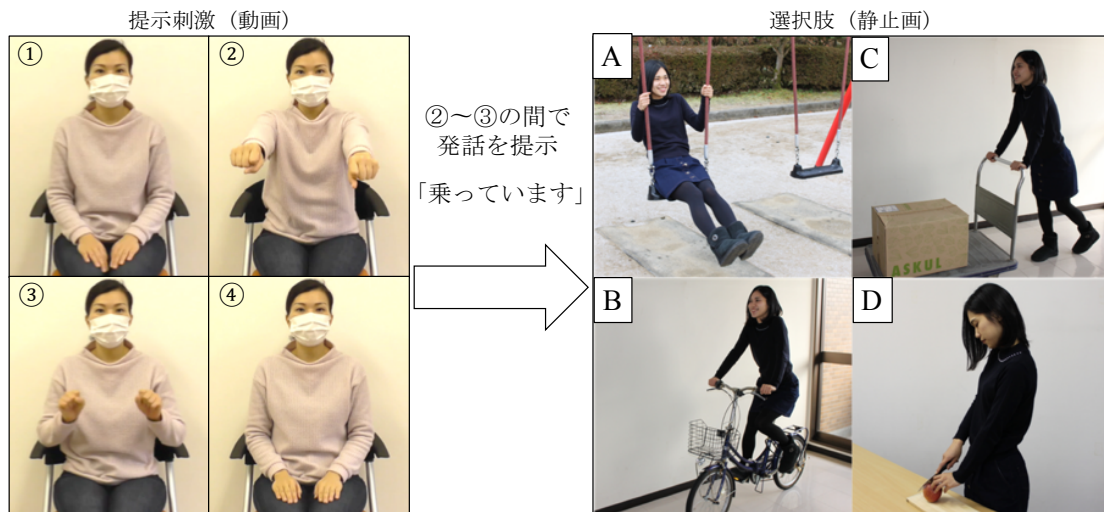 提示刺激（動画）
選択肢（静止画）
①
②
③
④
②～③の間で
発話を提示
「乗っています」
A
C
B
D
ASKUL